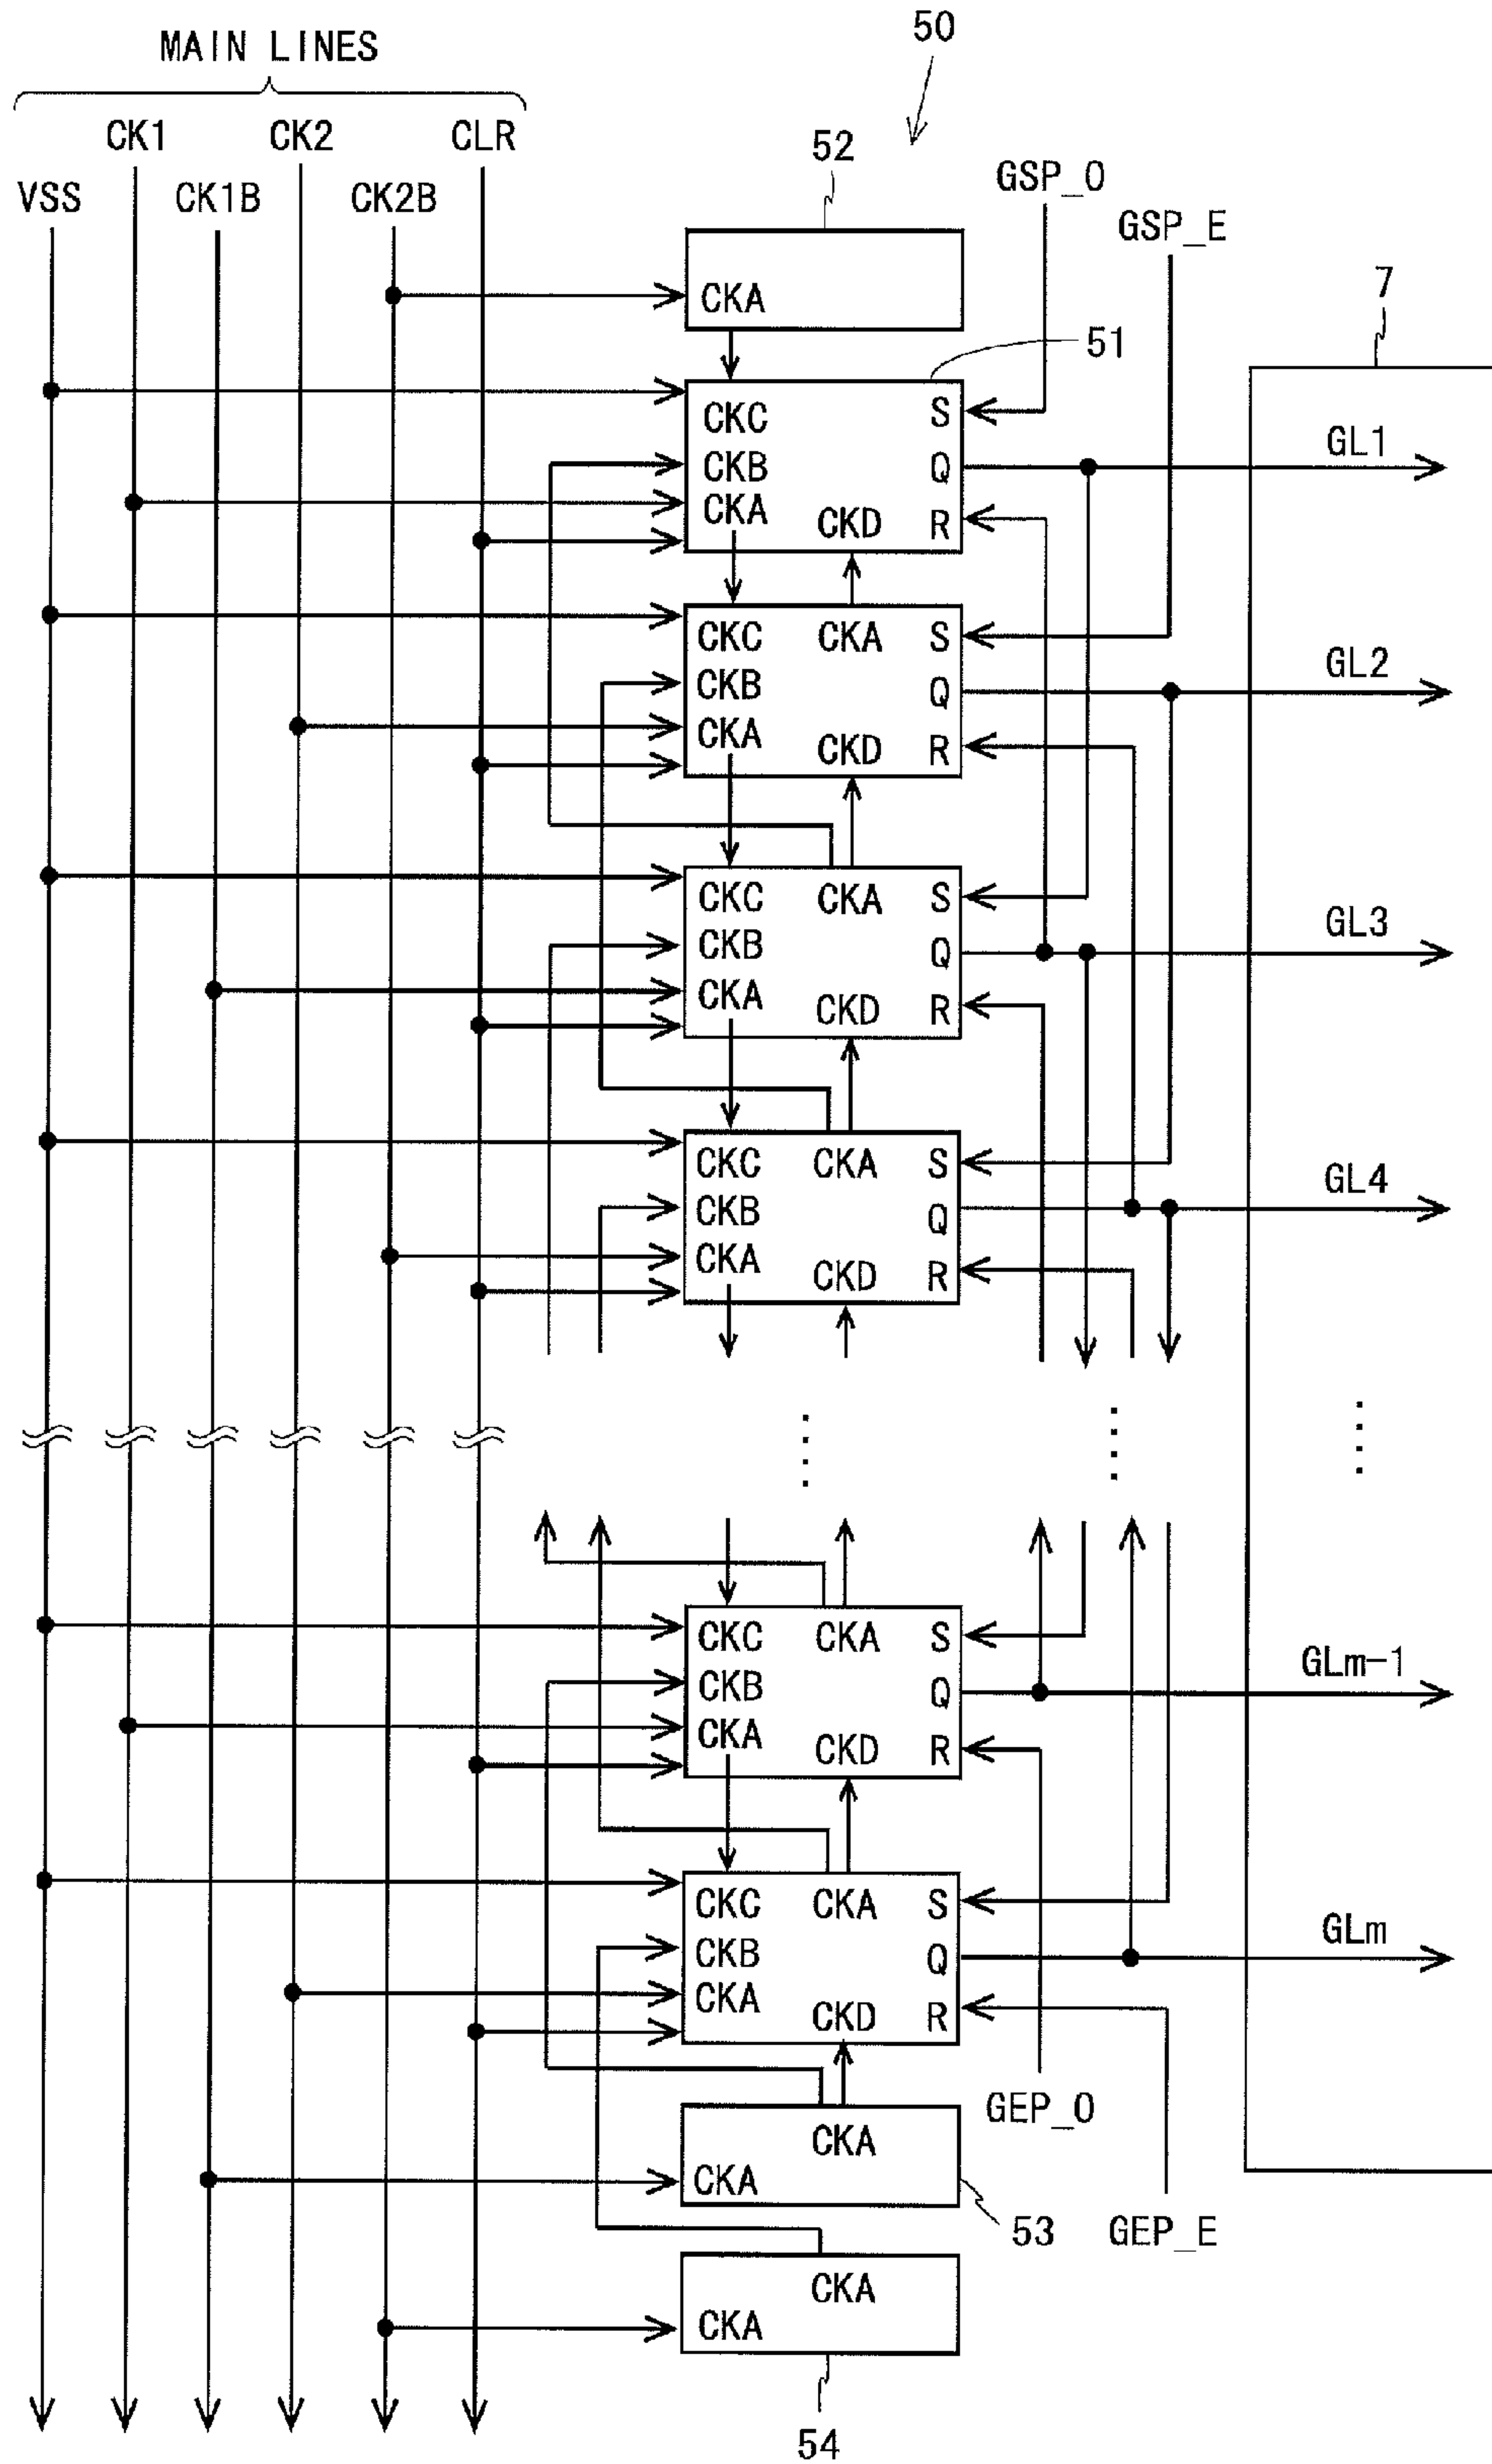 50
MAIN LINES
CK1 CK2 CLR
VSS CK1B CK2B
52
GSP_O
GSP_E
7
CKA
51
CKC S
CKB Q GL1
CKA CKD R
CKC CKA S
CKB Q GL2
CKA CKD R
CKC CKA S
CKB Q GL3
CKA CKD R
CKC CKA S
CKB Q GL4
CKA CKD R
CKC CKA S
CKB Q GLm-1
CKA CKD R
CKC CKA S
CKB Q GLm
CKA CKD R
GEP_O
CKA
CKA
53 GEP_E
CKA
CKA
54